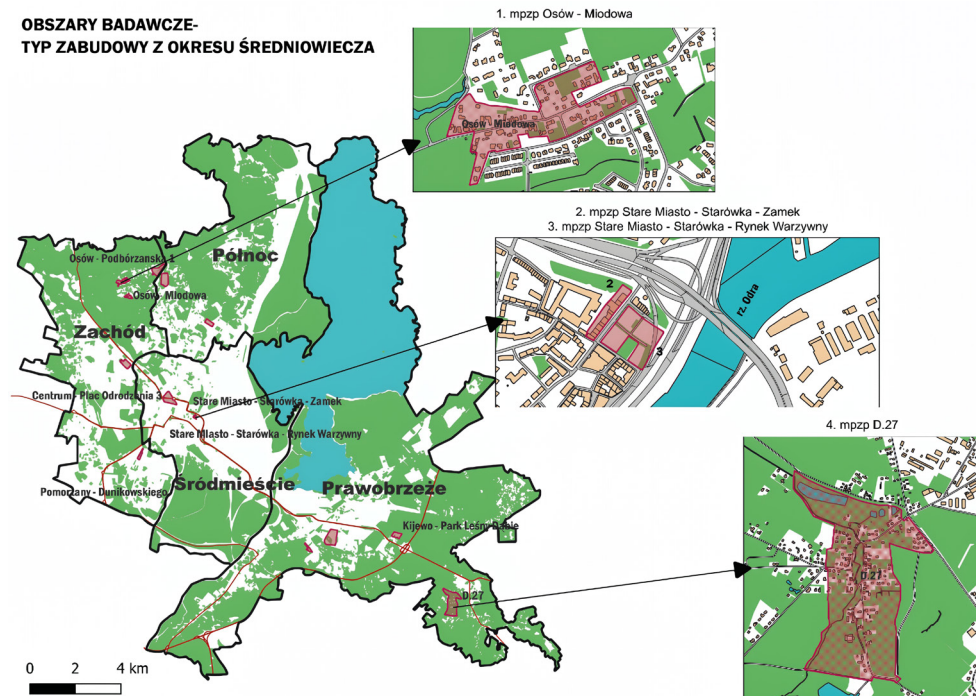 OBSZARY BADAWCZE-
TYP ZABUDOWY Z OKRESU ŚREDNIOWIECZA
1. mpzp Osów - Miodowa
Osów - Miodowa
2. mpzp Stare Miasto - Starówka - Zamek
3. mpzp Stare Miasto - Starówka - Rynek Warzywny
2
3
rz. Odra
Osów - Podbórzańska 1
Północ
Osów - Miodowa
Zachód
Centrum - Plac Odrodzenia 3
Stare Miasto - Starówka - Zamek
Stare Miasto - Starówka - Rynek Warzywny
Pomorzany - Dunikowskiego
Śródmieście
Prawobrzeże
Kijewo - Park Leśny Dąbie
D.27
4. mpzp D.27
D.27
0 2 4 km